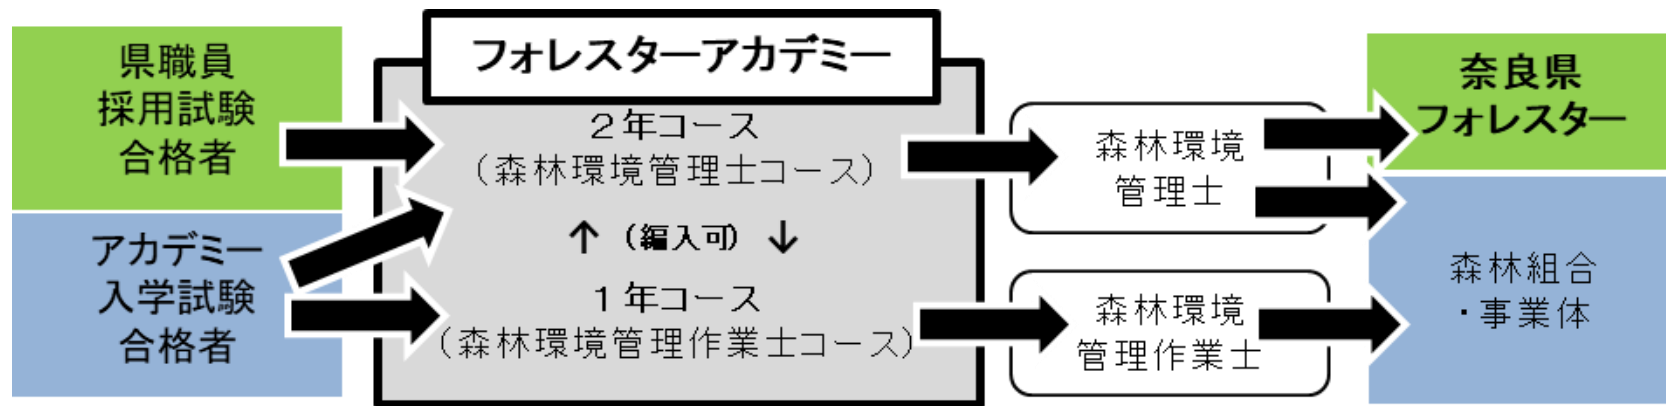 県職員
採用試験
合格者
アカデミー
入学試験
合格者
フォレスターアカデミー
２年コース
（森林環境管理士コース）
↑（編入可）↓
１年コース
（森林環境管理作業士コース）
森林環境
管理士
森林環境
管理作業士
奈良県
フォレスター
森林組合
・事業体